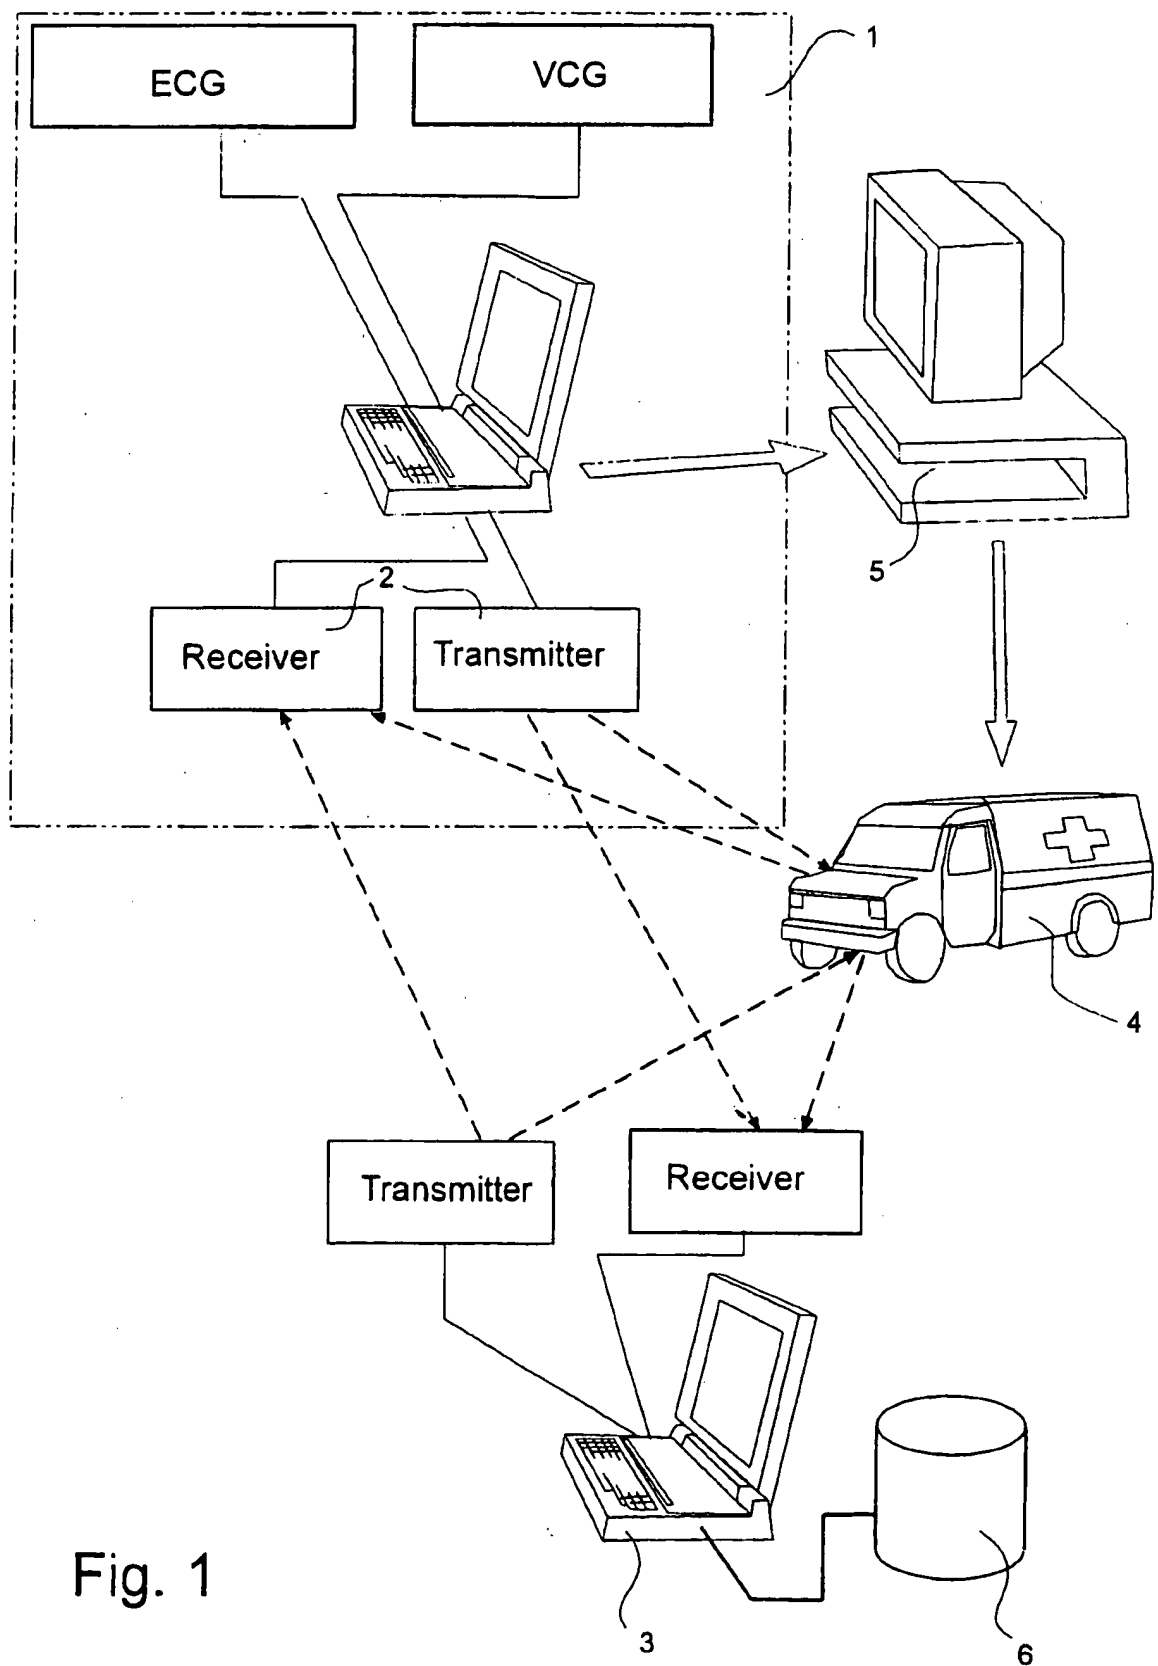 1
ECG
VCG
5
2
Receiver
Transmitter
4
Transmitter
Receiver
Fig. 1
3
6